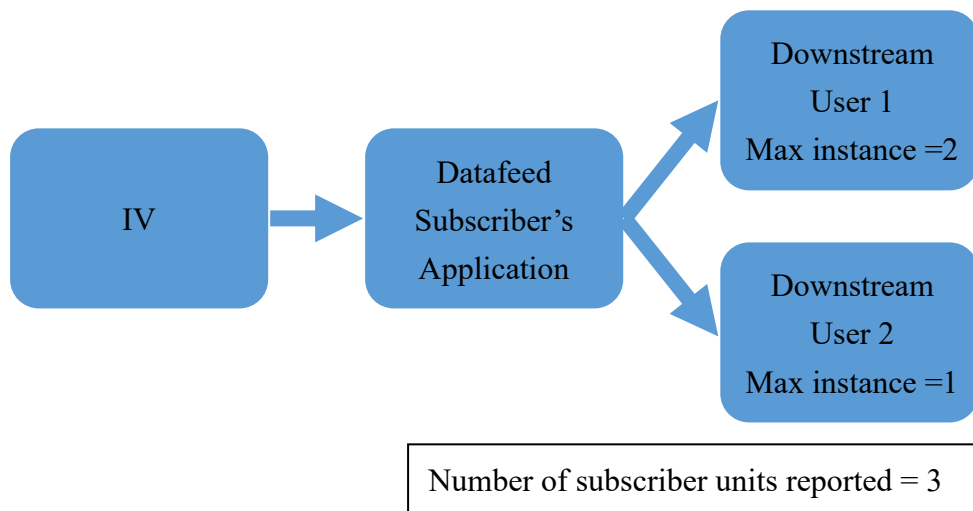 IV
Datafeed
Subscriber’s
Application
Downstream
User 1
Max instance =2
Downstream
User 2
Max instance =1
Number of subscriber units reported = 3